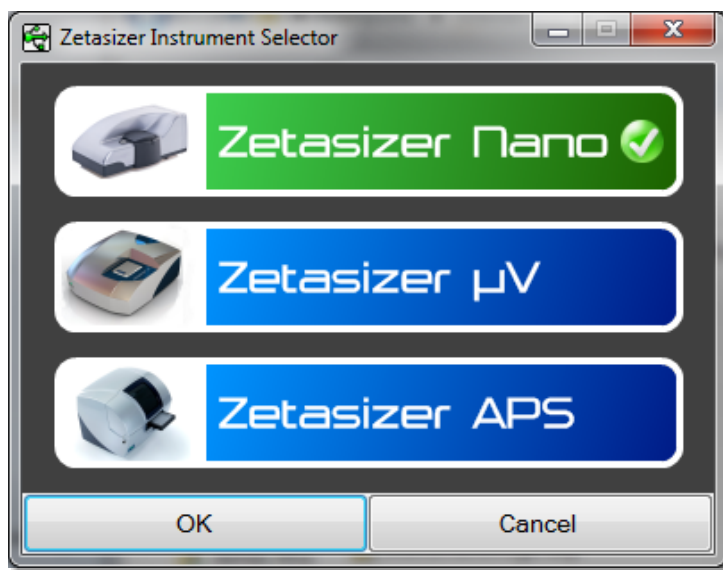 Zetasizer Instrument Selector
Zetasizer Nano
Zetasizer µV
Zetasizer APS
OK
Cancel